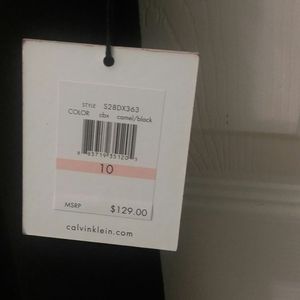 STYLE S28DX363
COLOR cbx camel/black
10
MSRP $129.00
calvinklein.com